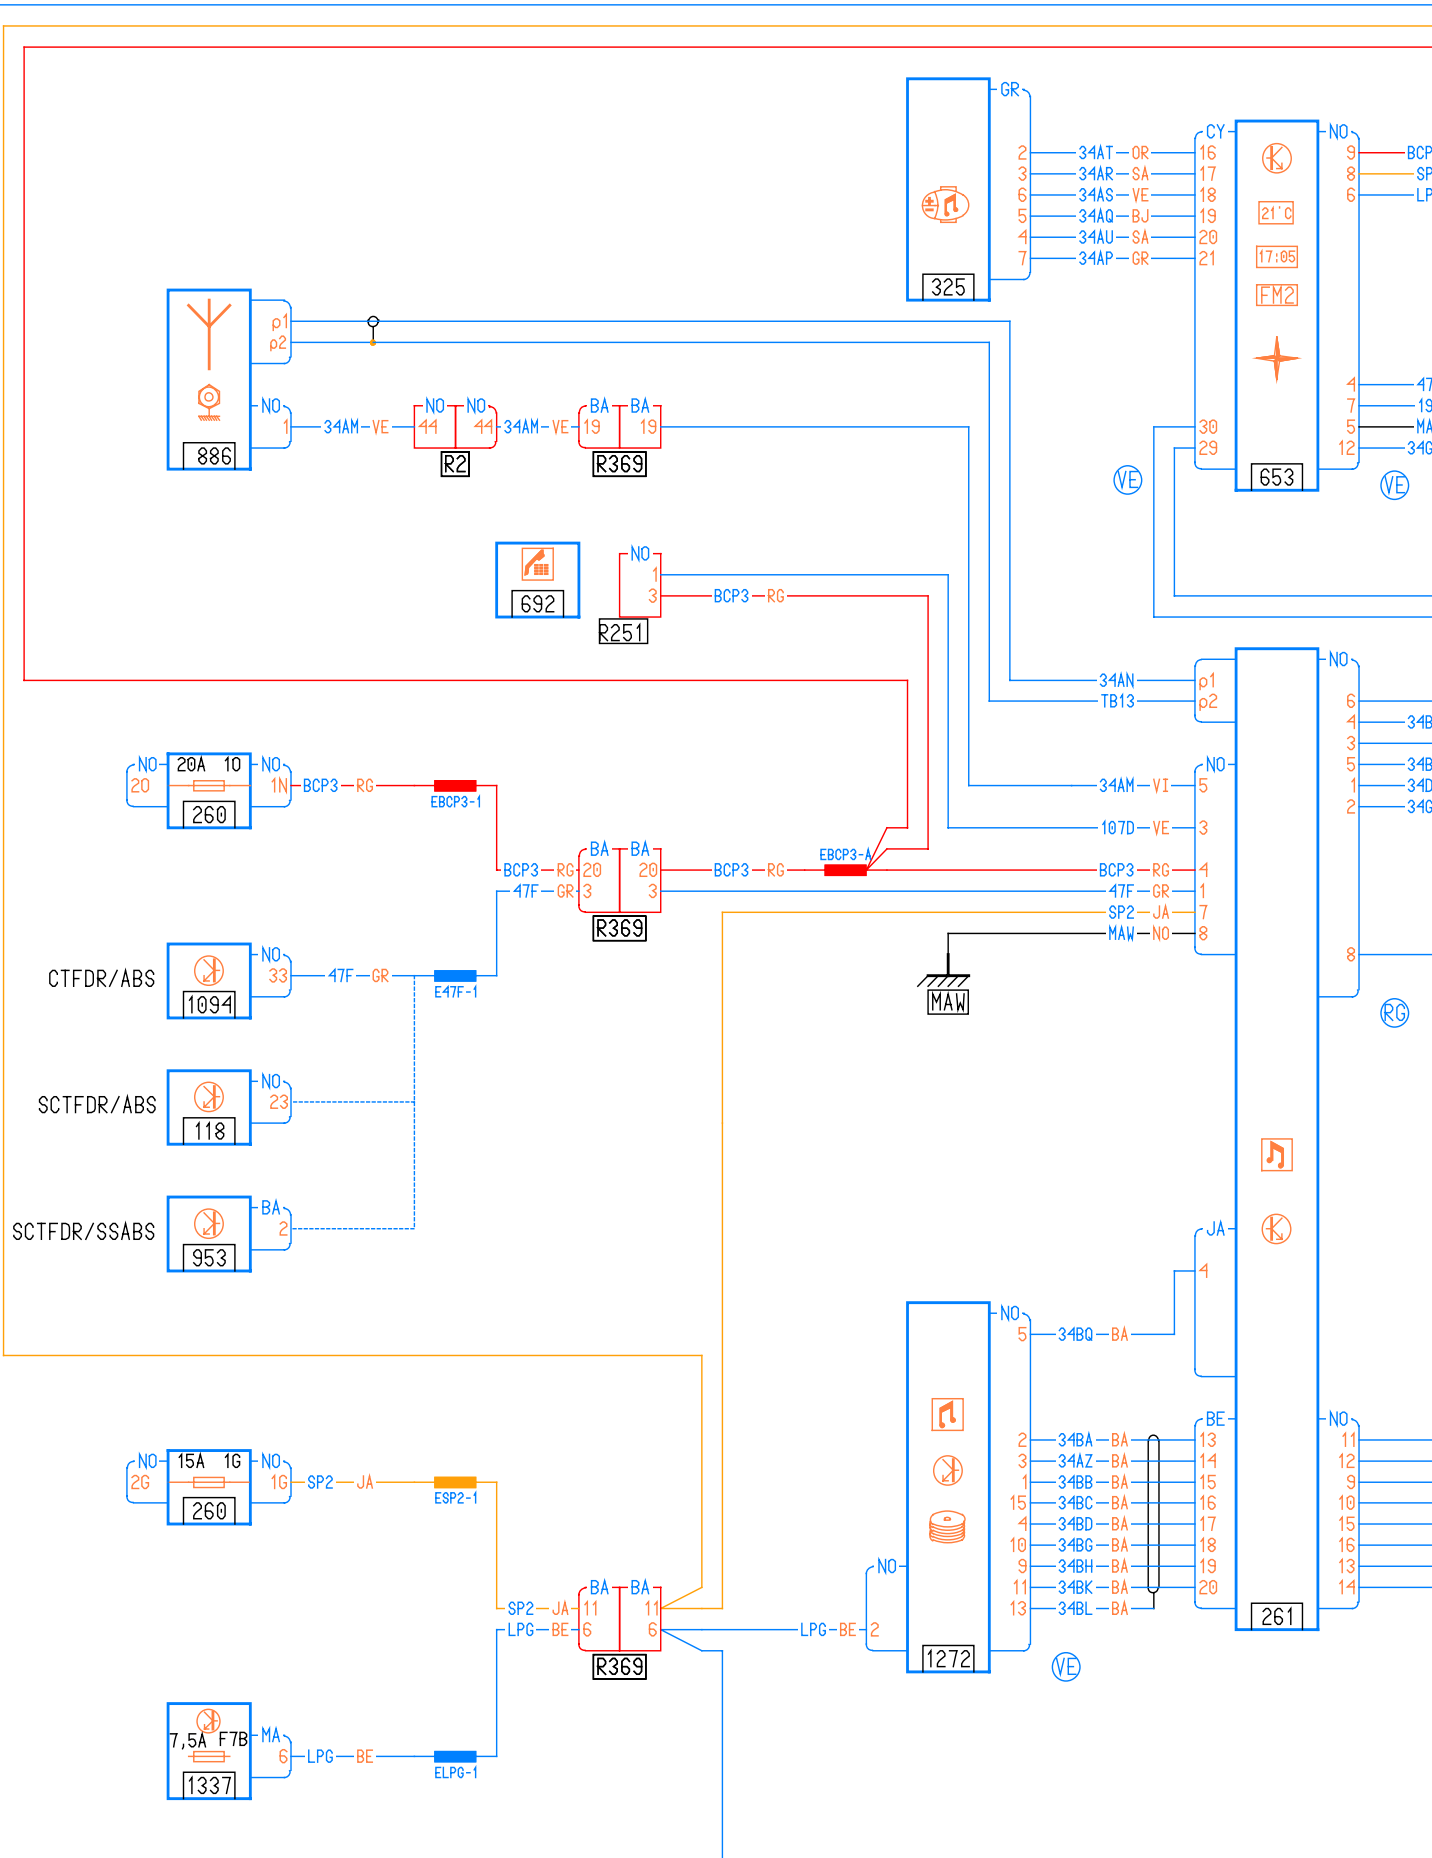 GR
2 34AT OR 16
3 34AR SA 17
6 34AS VE 18
5 34AQ BJ 19
4 34AU SA 20
7 34AP GR 21
325
CY NO
9 BCP
8 SP
6 LP
21°C
17:05
FM2
4 47
7 19
5 MA
12 34G
30
29
653
VE
VE
p1
p2
NO
1 34AM VE 44
NO NO
44 34AM VE 19
BA BA
19
886
R2
R369
692
NO
1
3 BCP3 RG
R251
34AN p1
TB13 p2
NO
34AM VI 5
107D VE 3
BCP3 RG 4
47F GR 1
SP2 JA 7
MAW NO 8
MAW
NO
6
4 34B
3
5 34B
1 34D
2 34G
8
RG
NO 20A 10 NO
20 1N BCP3 RG
260
EBCP3-1
BA BA
BCP3 RG 20 20 BCP3 RG
47F GR 3 3
EBCP3-A
R369
CTFDR/ABS
NO
33 47F GR
1094
E47F-1
SCTFDR/ABS
NO
23
118
SCTFDR/SSABS
BA
2
953
JA
4
NO
5 34BQ BA
BE NO
2 34BA BA 13 11
3 34AZ BA 14 12
1 34BB BA 15 9
15 34BC BA 16 10
4 34BD BA 17 15
10 34BG BA 18 16
9 34BH BA 19 13
11 34BK BA 20 14
13 34BL BA
261
NO
LPG BE 2
1272
VE
NO 15A 1G NO
2G 1G SP2 JA
260
ESP2-1
BA BA
SP2 JA 11 11
LPG BE 6 6
R369
7,5A F7B
MA
6 LPG BE
1337
ELPG-1